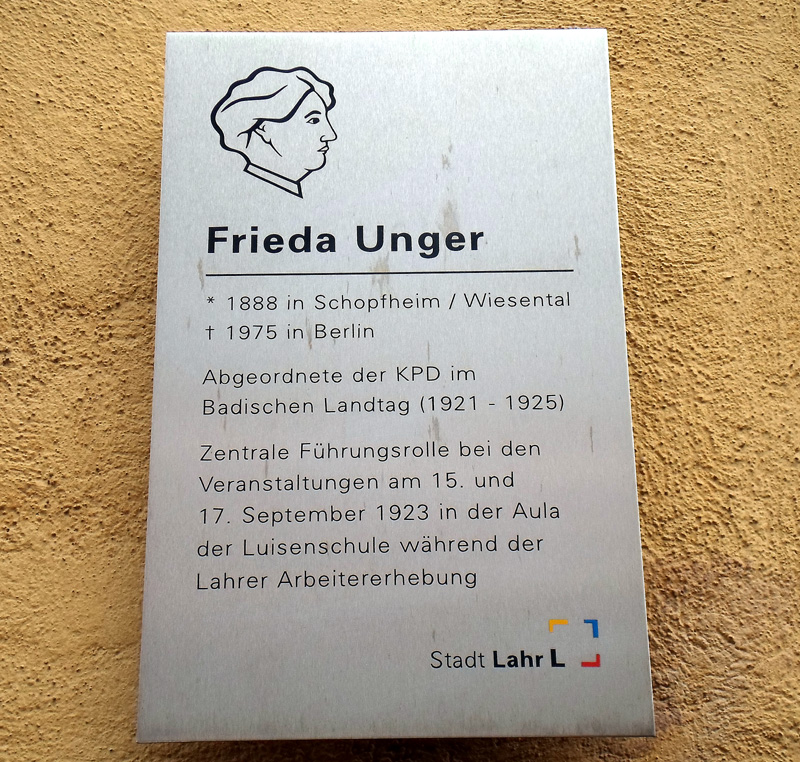 Frieda Unger
* 1888 in Schopfheim / Wiesental
† 1975 in Berlin
Abgeordnete der KPD im
Badischen Landtag (1921 - 1925)
Zentrale Führungsrolle bei den
Veranstaltungen am 15. und
17. September 1923 in der Aula
der Luisenschule während der
Lahrer Arbeitererhebung
Stadt Lahr L